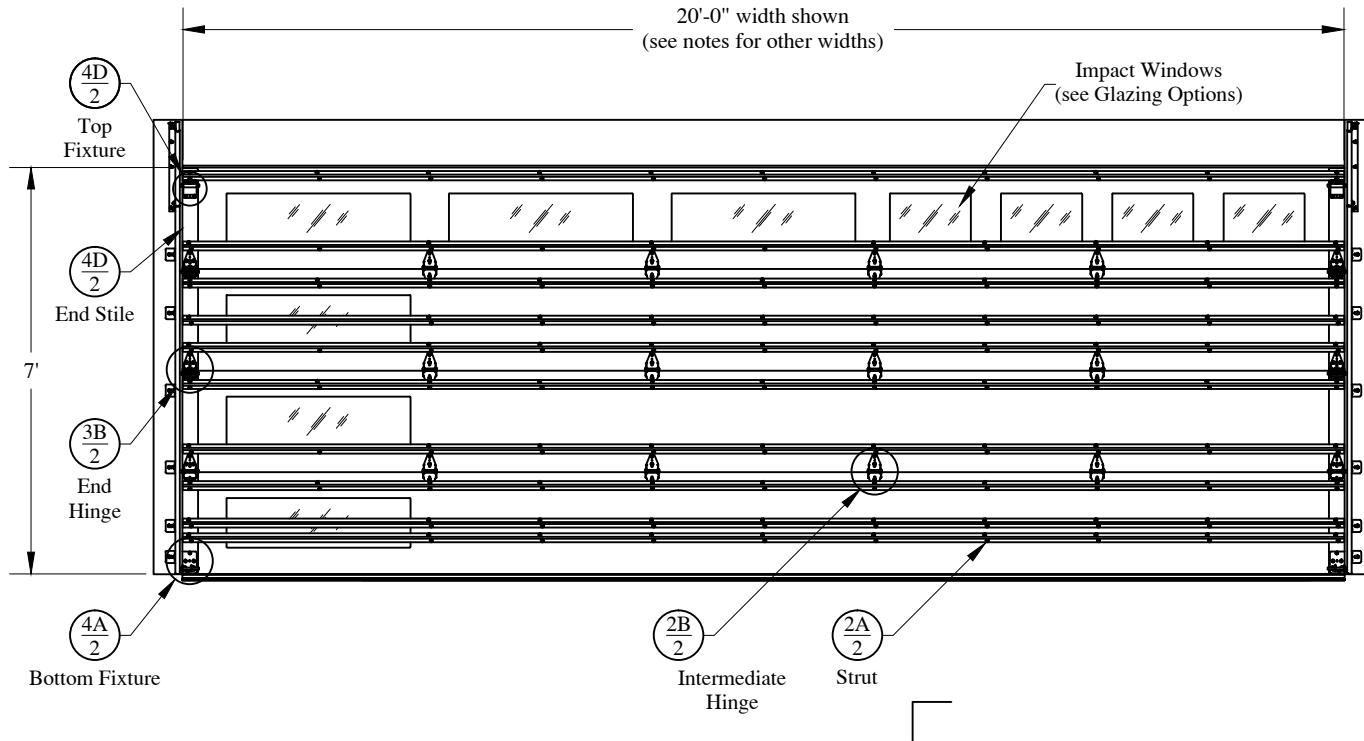 20'-0" width shown
(see notes for other widths)
Impact Windows
(see Glazing Options)
4D
2
Top
Fixture
4D
2
End Stile
7'
3B
2
End
Hinge
4A
2
Bottom Fixture
2B
2
Intermediate
Hinge
2A
2
Strut